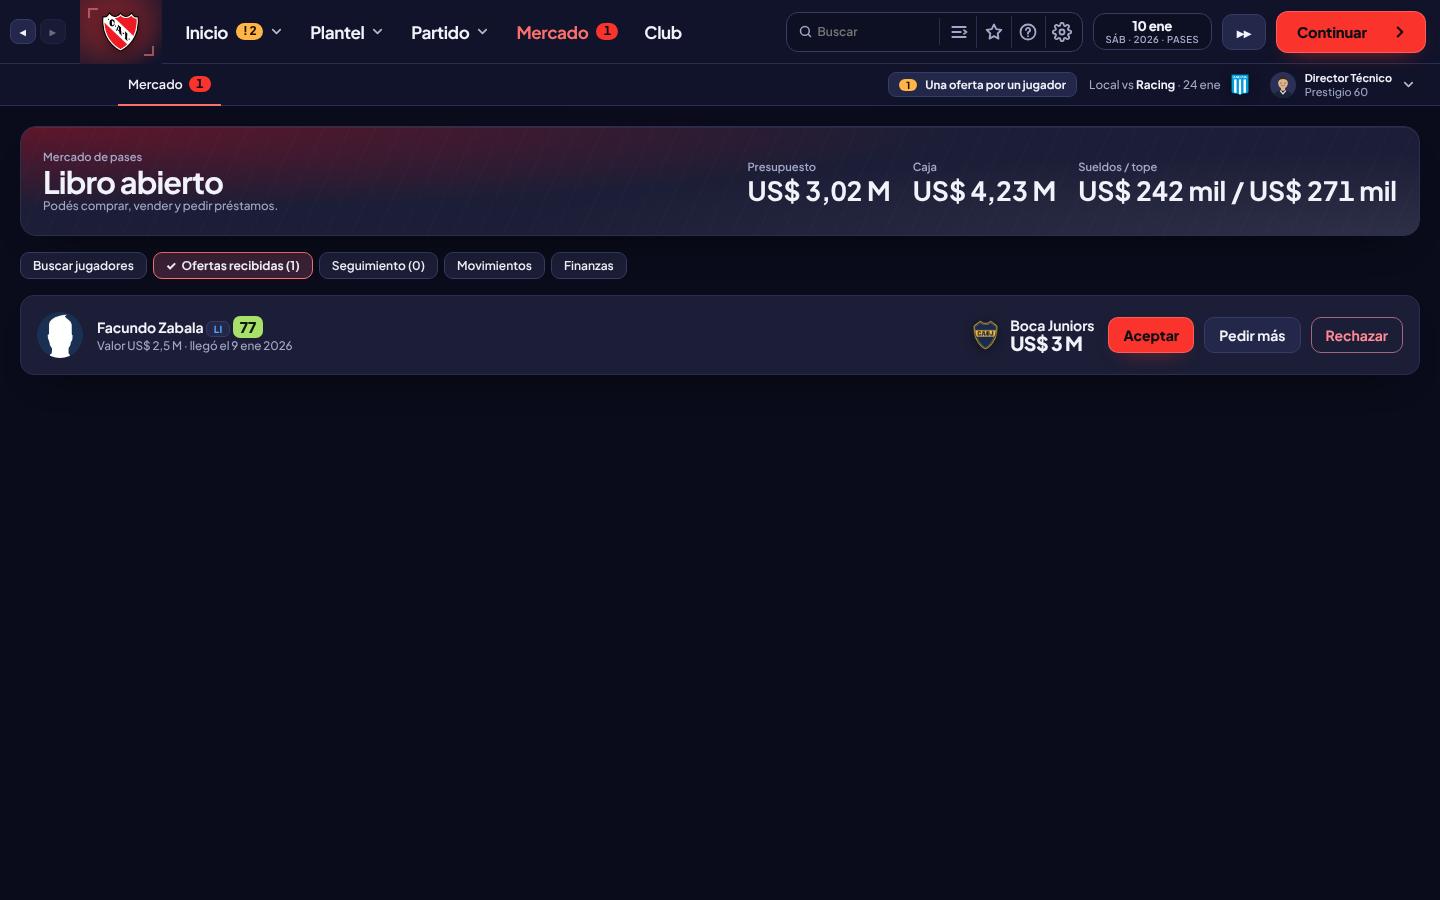 Inicio !2
Plantel
Partido
Mercado 1
Club
Buscar
10 ene
SÁB · 2026 · PASES
Continuar
Mercado 1
1 Una oferta por un jugador
Local vs Racing · 24 ene
Director Técnico
Prestigio 60
Mercado de pases
Libro abierto
Podés comprar, vender y pedir préstamos.
Presupuesto
US$ 3,02 M
Caja
US$ 4,23 M
Sueldos / tope
US$ 242 mil / US$ 271 mil
Buscar jugadores
✓ Ofertas recibidas (1)
Seguimiento (0)
Movimientos
Finanzas
Facundo Zabala LI 77
Valor US$ 2,5 M · llegó el 9 ene 2026
Boca Juniors
US$ 3 M
Aceptar
Pedir más
Rechazar